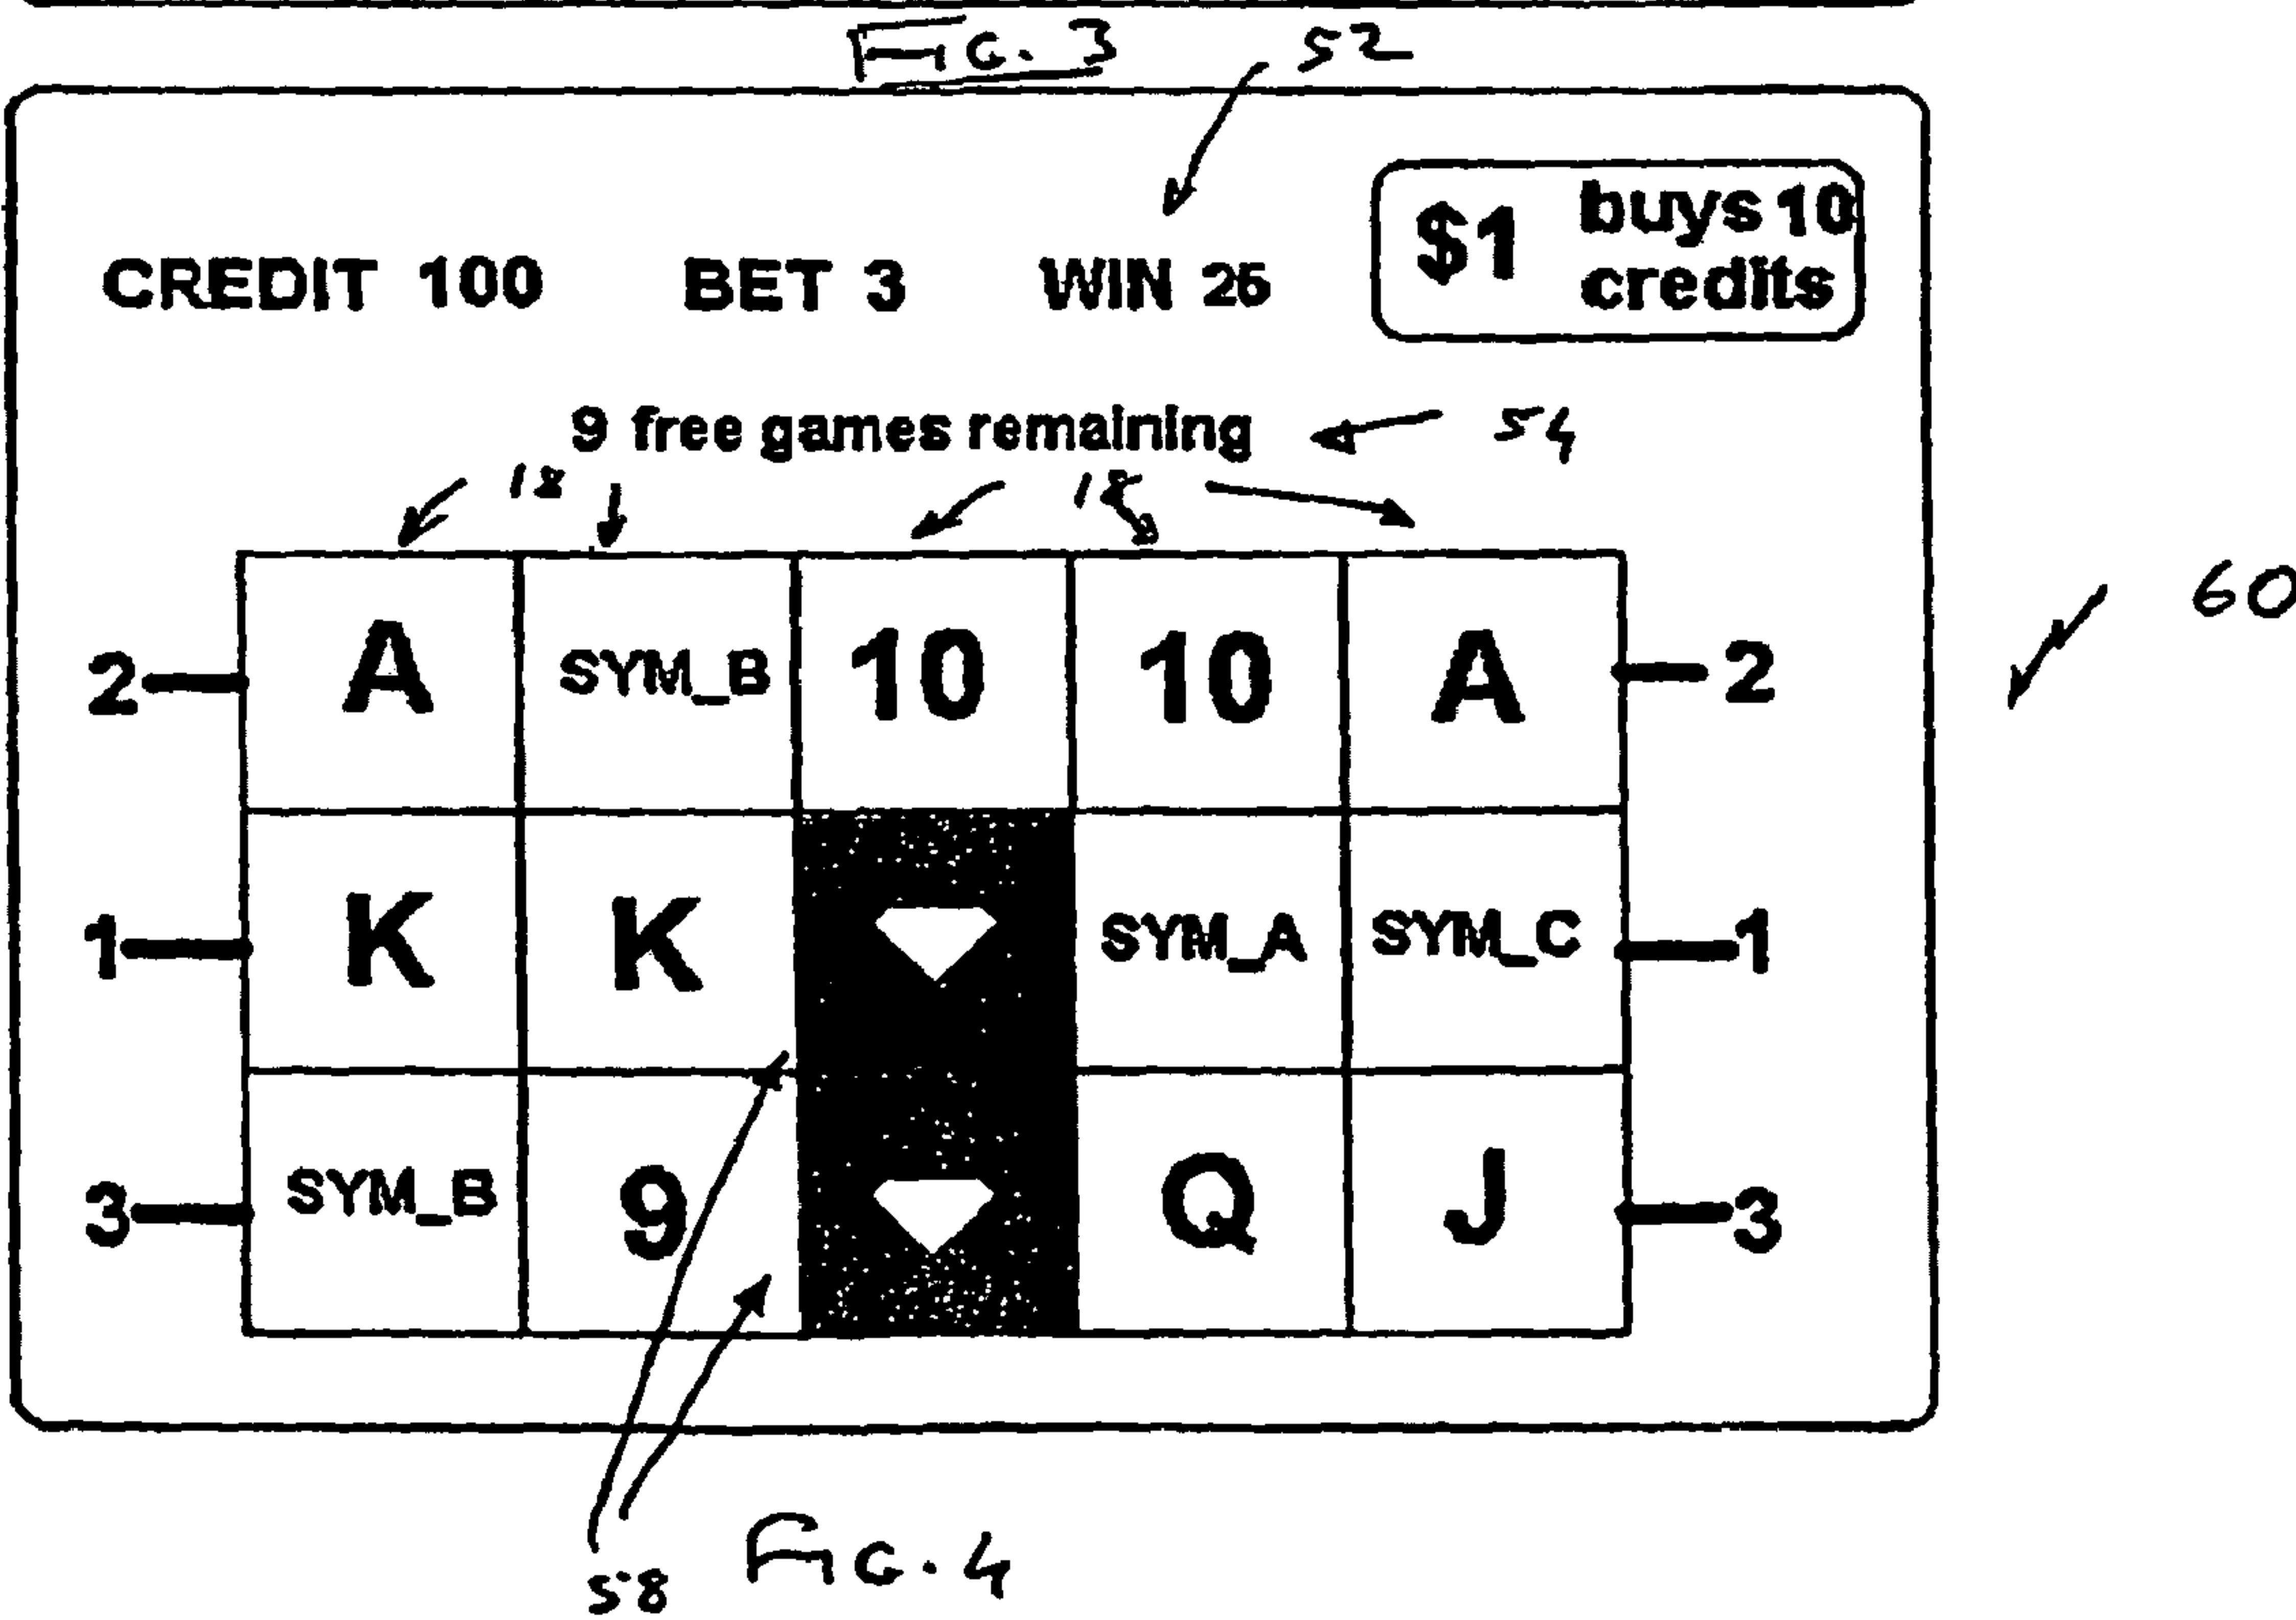 FIG. 3
52
$1 buys 10 credits
CREDIT 100 BET 3 WIN 25
9 free games remaining
54
18 18
60
2 A SYM_B 10 10 A 2
1 K K SYM_A SYM_C 1
3 SYM_B 9 Q J 3
58
FIG. 4